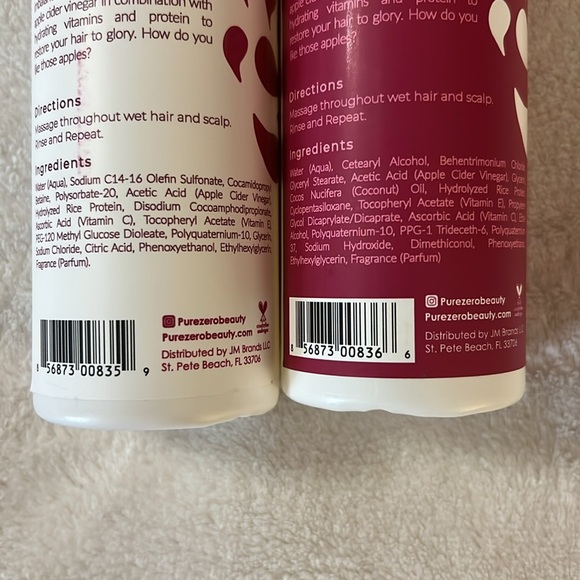 apple cider vinegar in combination with
hydrating vitamins and protein to
restore your hair to glory. How do you
like those apples?
Directions
Massage throughout wet hair and scalp.
Rinse and Repeat.
Ingredients
Water (Aqua), Sodium C14-16 Olefin Sulfonate, Cocamidopropyl
Betaine, Polysorbate-20, Acetic Acid (Apple Cider Vinegar),
Hydrolyzed Rice Protein, Disodium Cocoamphodipropionate,
Ascorbic Acid (Vitamin C), Tocopheryl Acetate (Vitamin E),
PEG-120 Methyl Glucose Dioleate, Polyquaternium-10, Glycerin,
Sodium Chloride, Citric Acid, Phenoxyethanol, Ethylhexylglycerin,
Fragrance (Parfum).
Purezerobeauty
Purezerobeauty.com
Distributed by JM Brands LLC
St. Pete Beach, FL 33706
8 56873 00835 9
hydrating vitamins and protein to
restore your hair to glory. How do you
like those apples?
Directions
Massage throughout wet hair and scalp.
Rinse and Repeat.
Ingredients
Water (Aqua), Cetearyl Alcohol, Behentrimonium Chloride,
Glyceryl Stearate, Acetic Acid (Apple Cider Vinegar),
Cocos Nucifera (Coconut) Oil, Hydrolyzed Rice Protein,
Cyclopentasiloxane, Tocopheryl Acetate (Vitamin E),
Glycol Dicaprylate/Dicaprate, Ascorbic Acid (Vitamin C),
Alcohol, Polyquaternium-10, PPG-1 Trideceth-6,
37, Sodium Hydroxide, Dimethiconol, Phenoxyethanol,
Ethylhexylglycerin, Fragrance (Parfum)
Purezerobeauty
Purezerobeauty.com
Distributed by JM Brands LLC
St. Pete Beach, FL 33706
8 56873 00836 6